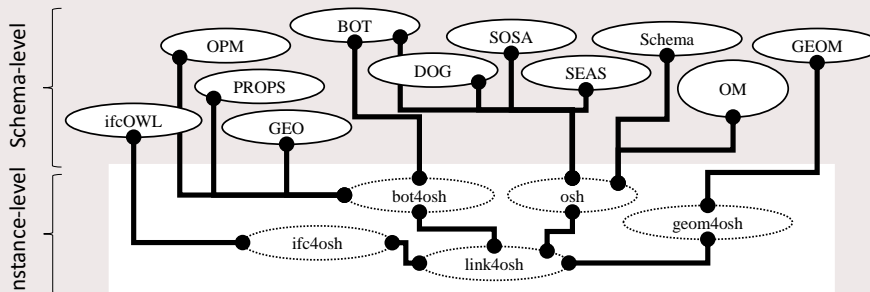 BOT
SOSA
Schema
GEOM
OPM
DOG
SEAS
PROPS
OM
ifcOWL
GEO
bot4osh
osh
geom4osh
ifc4osh
link4osh
Schema-level
nstance-level